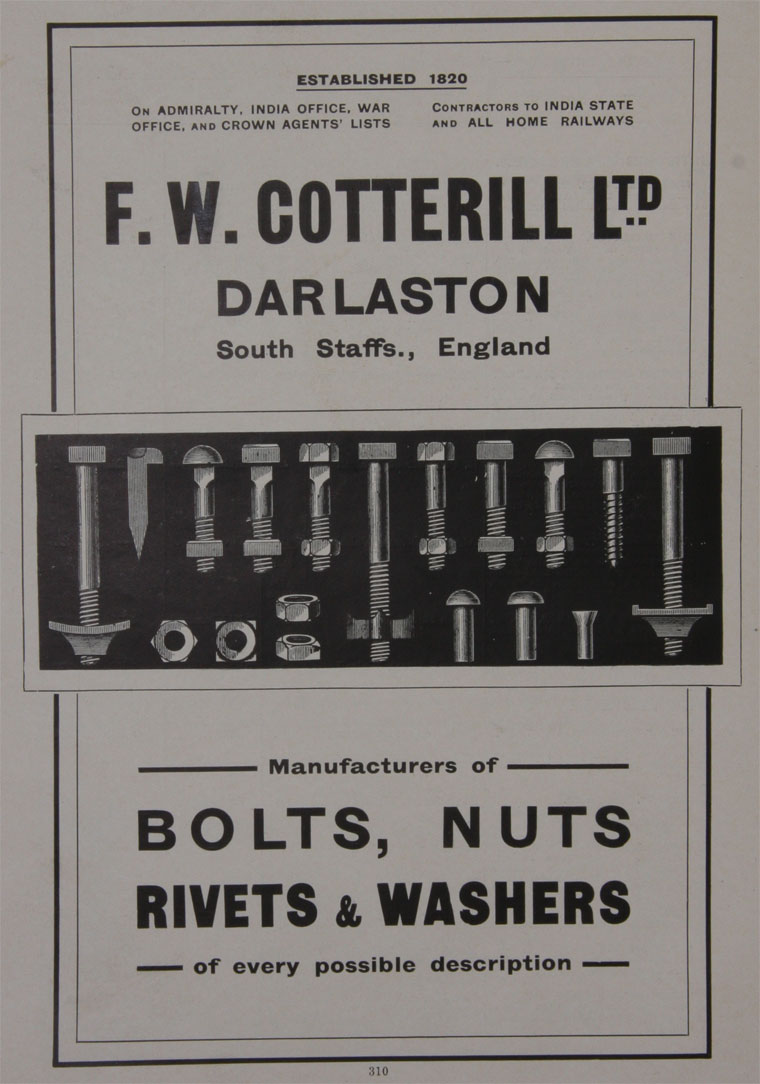 ESTABLISHED 1820
ON ADMIRALTY, INDIA OFFICE, WAR
OFFICE, AND CROWN AGENTS' LISTS
CONTRACTORS TO INDIA STATE
AND ALL HOME RAILWAYS
F. W. COTTERILL LTD
DARLASTON
South Staffs., England
Manufacturers of
BOLTS, NUTS
RIVETS & WASHERS
of every possible description
310